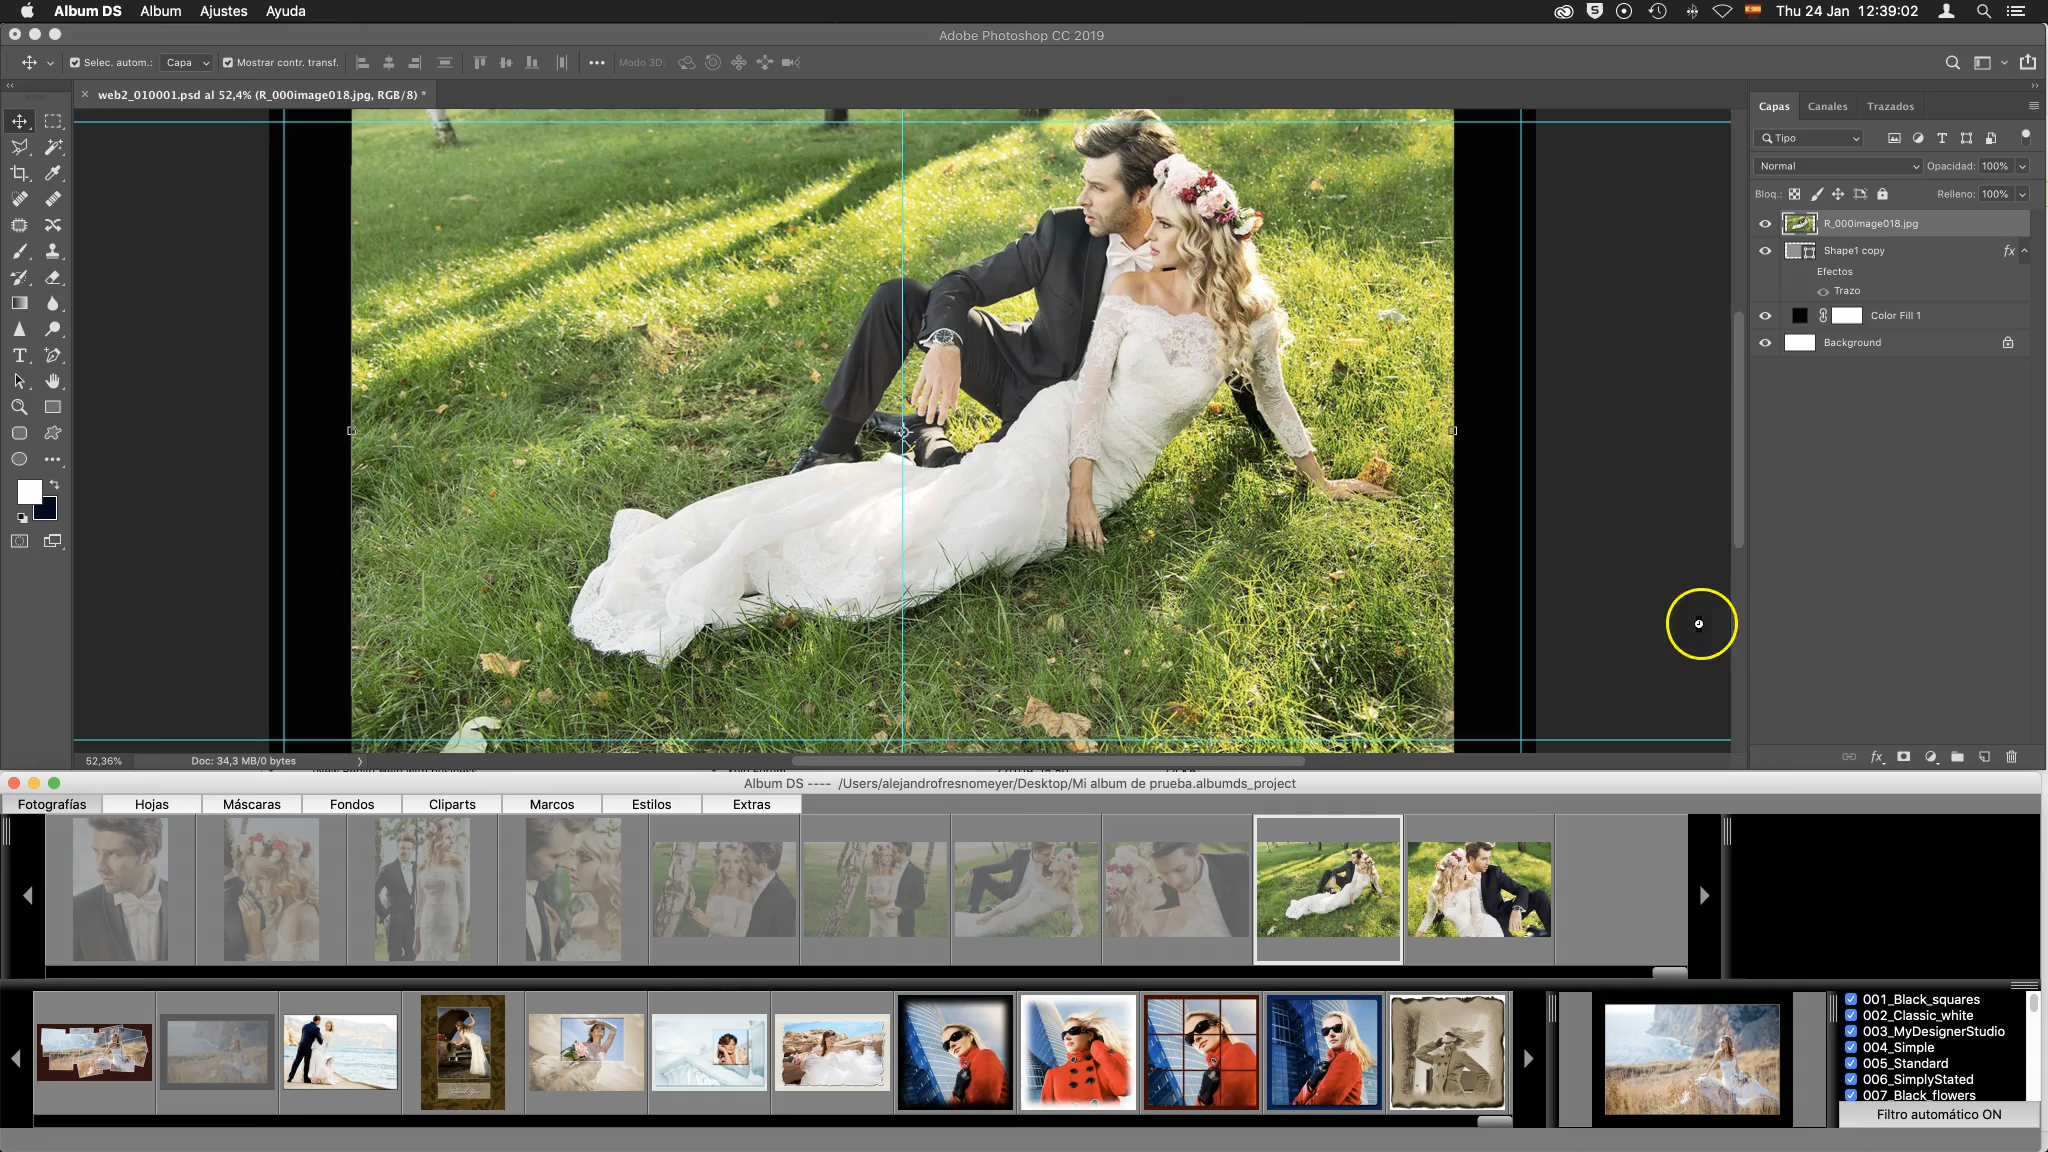 Album DS Album Ajustes Ayuda Thu 24 Jan 12:39:02
Adobe Photoshop CC 2019
Selec. autom.: Capa Mostrar contr. transf. Modo 3D:
web2_010001.psd al 52,4% (R_000image018.jpg, RGB/8) *
Capas Canales Trazados
Tipo
Normal Opacidad: 100%
Bloq.: Relleno: 100%
R_000image018.jpg
Shape1 copy fx
Efectos
Trazo
Color Fill 1
Background
52,36% Doc: 34,3 MB/0 bytes
Album DS ---- /Users/alejandrofresnomeyer/Desktop/Mi album de prueba.albumds_project
Fotografías Hojas Máscaras Fondos Cliparts Marcos Estilos Extras
001_Black_squares
002_Classic_white
003_MyDesignerStudio
004_Simple
005_Standard
006_SimplyStated
007_Black_flowers
Filtro automático ON